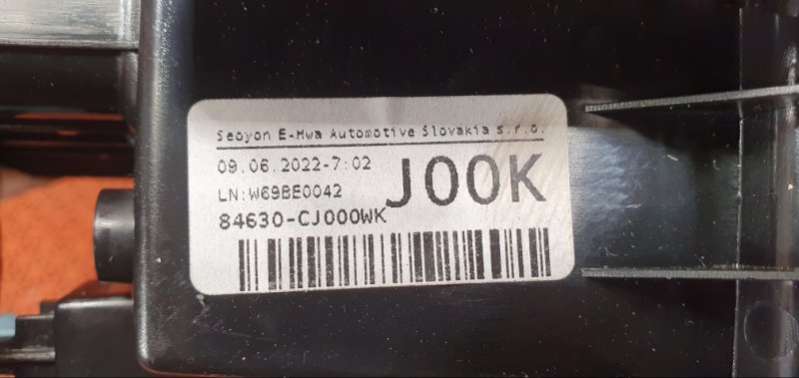 Seoyon E-Hwa Automotive Slovakia s.r.o.
09.06.2022-7:02
J00K
LN:W69BE0042
84630-CJ000WK